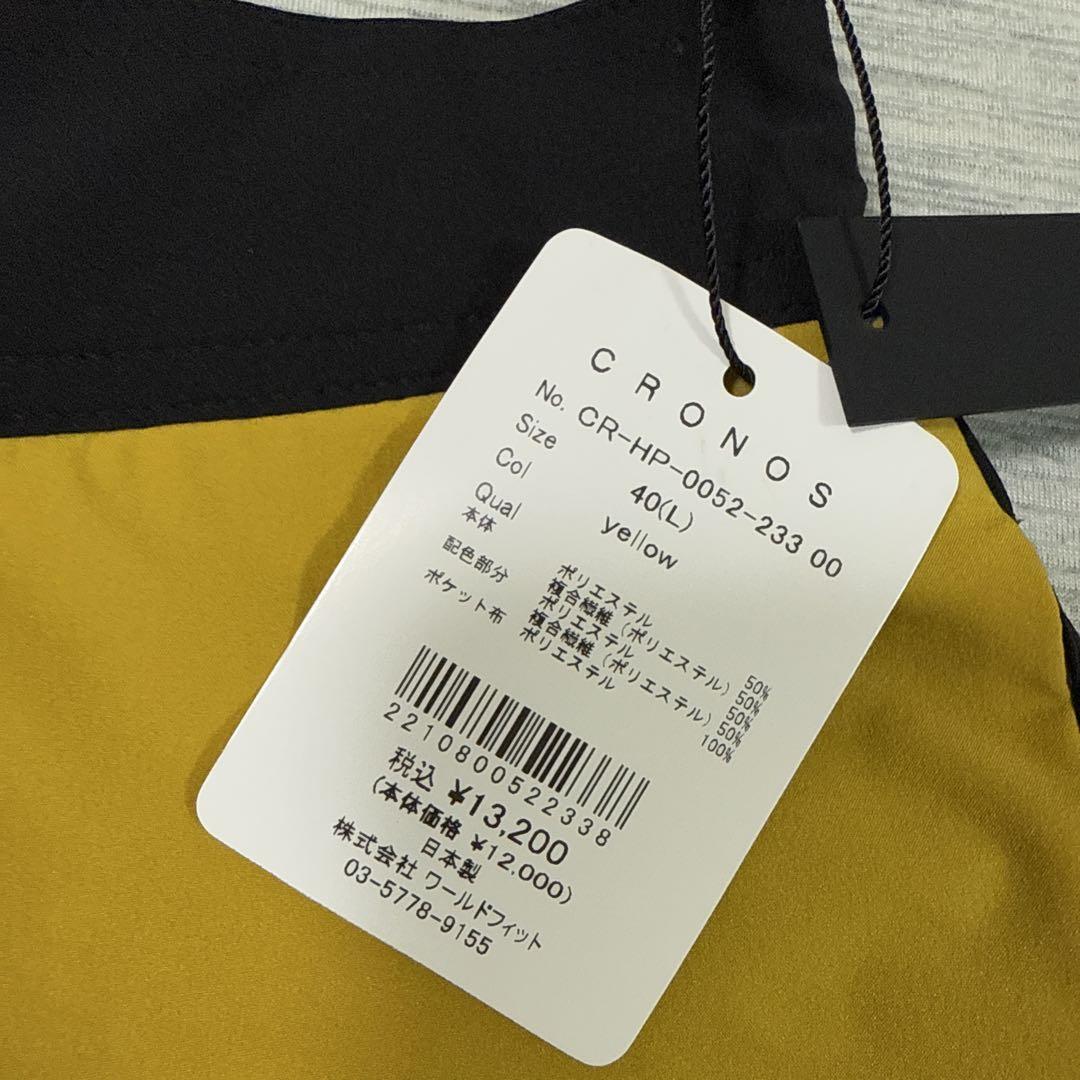 CRONOS
No. CR-HP-0052-233 00
Size 40(L)
Col yellow
Qual
本体 ポリエステル 50%
複合繊維(ポリエステル) 50%
配色部分 ポリエステル 50%
複合繊維(ポリエステル) 50%
ポケット布 ポリエステル 100%
2210800522338
税込 ¥13,200
(本体価格 ¥12,000)
日本製
株式会社 ワールドフィット
03-5778-9155